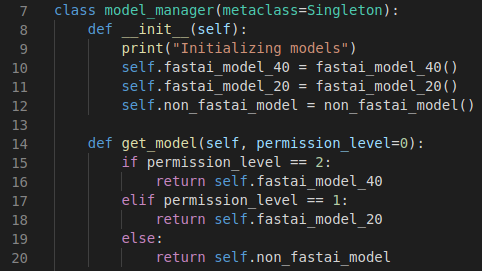 7 class model_manager(metaclass=Singleton):
8     def __init__(self):
9         print("Initializing models")
10         self.fastai_model_40 = fastai_model_40()
11         self.fastai_model_20 = fastai_model_20()
12         self.non_fastai_model = non_fastai_model()
13
14     def get_model(self, permission_level=0):
15         if permission_level == 2:
16             return self.fastai_model_40
17         elif permission_level == 1:
18             return self.fastai_model_20
19         else:
20             return self.non_fastai_model